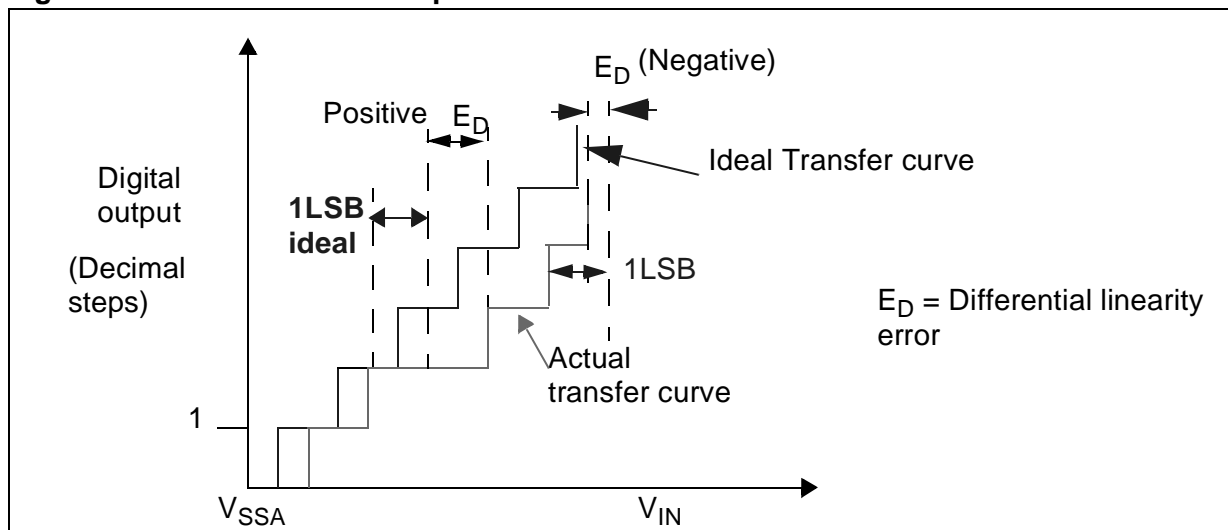 E_D (Negative)
Positive E_D
Ideal Transfer curve
Digital
output
1LSB
ideal
(Decimal
steps)
1LSB
E_D = Differential linearity
error
Actual
transfer curve
1
V_SSA
V_IN